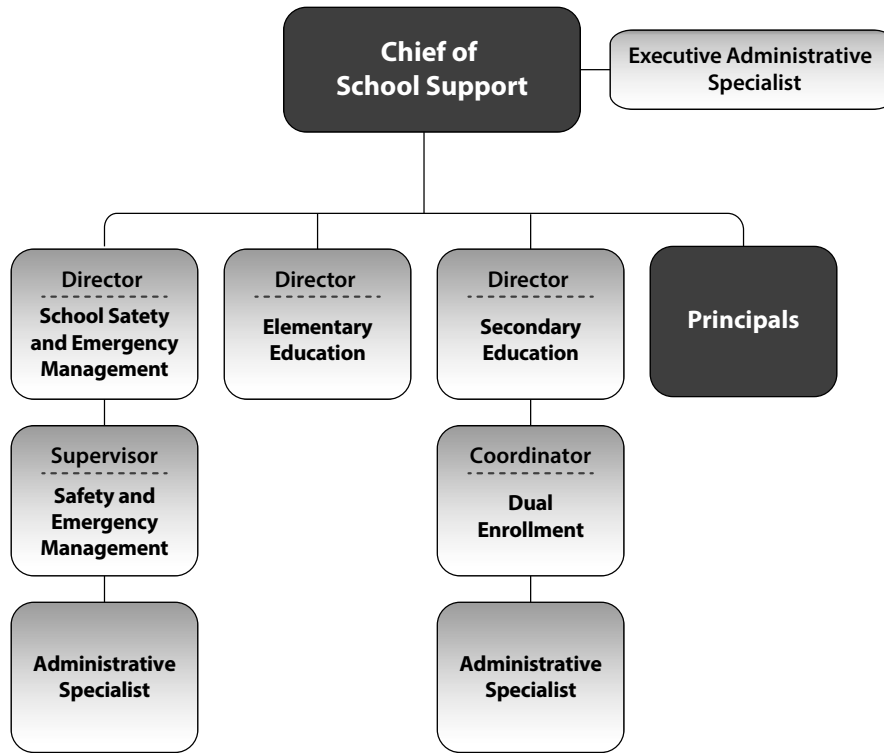 Chief of
School Support
Executive Administrative
Specialist
Director
School Satety
and Emergency
Management
Director
Elementary
Education
Director
Secondary
Education
Principals
Supervisor
Safety and
Emergency
Management
Coordinator
Dual
Enrollment
Administrative
Specialist
Administrative
Specialist